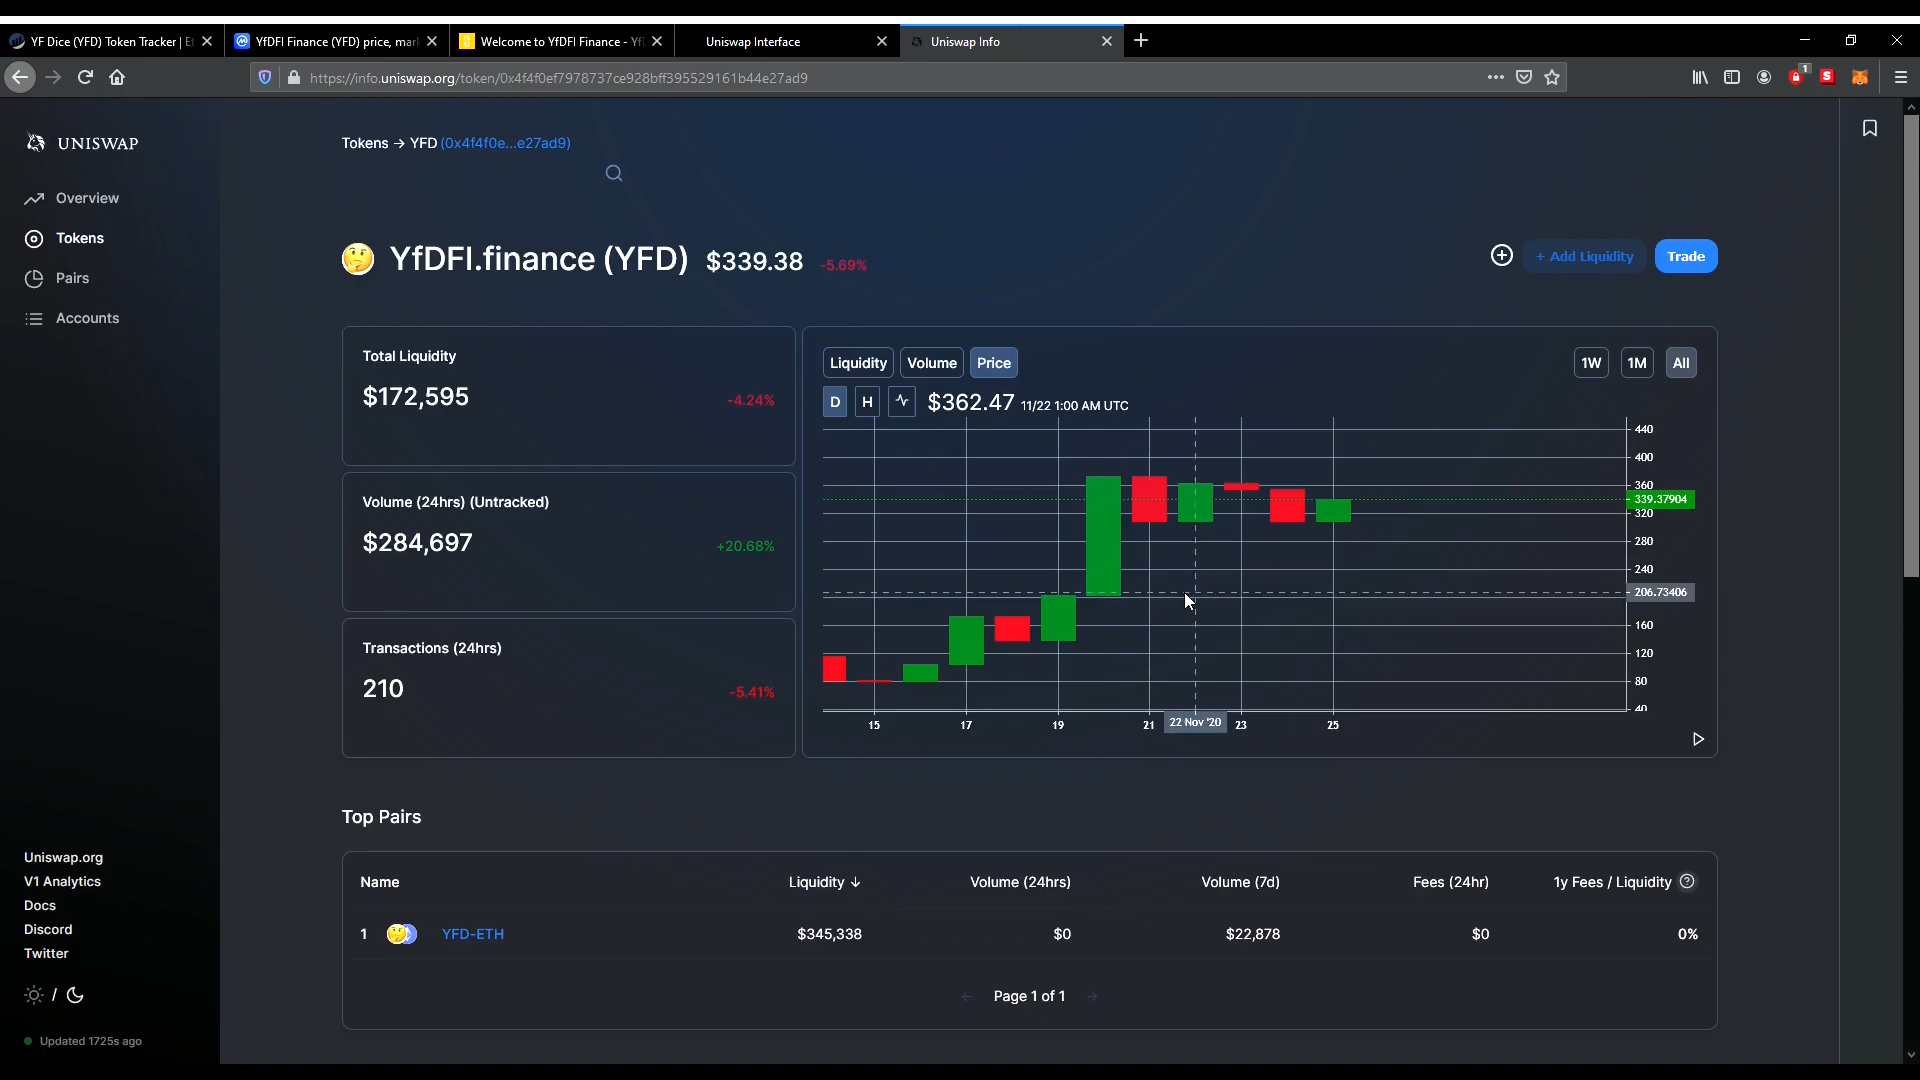 YF Dice (YFD) Token Tracker | Et
YfDFI Finance (YFD) price, mark
Welcome to YfDFI Finance - YfD
Uniswap Interface
Uniswap Info
https://info.uniswap.org/token/0x4f4f0ef7978737ce928bff395529161b44e27ad9
1
S
UNISWAP
Overview
Tokens
Pairs
Accounts
Tokens → YFD (0x4f4f0e...e27ad9)
YfDFI.finance (YFD) $339.38 -5.69%
+ Add Liquidity
Trade
Total Liquidity
$172,595 -4.24%
Volume (24hrs) (Untracked)
$284,697 +20.68%
Transactions (24hrs)
210 -5.41%
Liquidity Volume Price
1W 1M All
D H $362.47 11/22 1:00 AM UTC
440
400
360
339.37904
320
280
240
206.73406
160
120
80
40
15 17 19 21 22 Nov '20 23 25
Top Pairs
Name Liquidity ↓ Volume (24hrs) Volume (7d) Fees (24hr) 1y Fees / Liquidity ?
1 YFD-ETH $345,338 $0 $22,878 $0 0%
← Page 1 of 1 →
Uniswap.org
V1 Analytics
Docs
Discord
Twitter
/
Updated 1725s ago